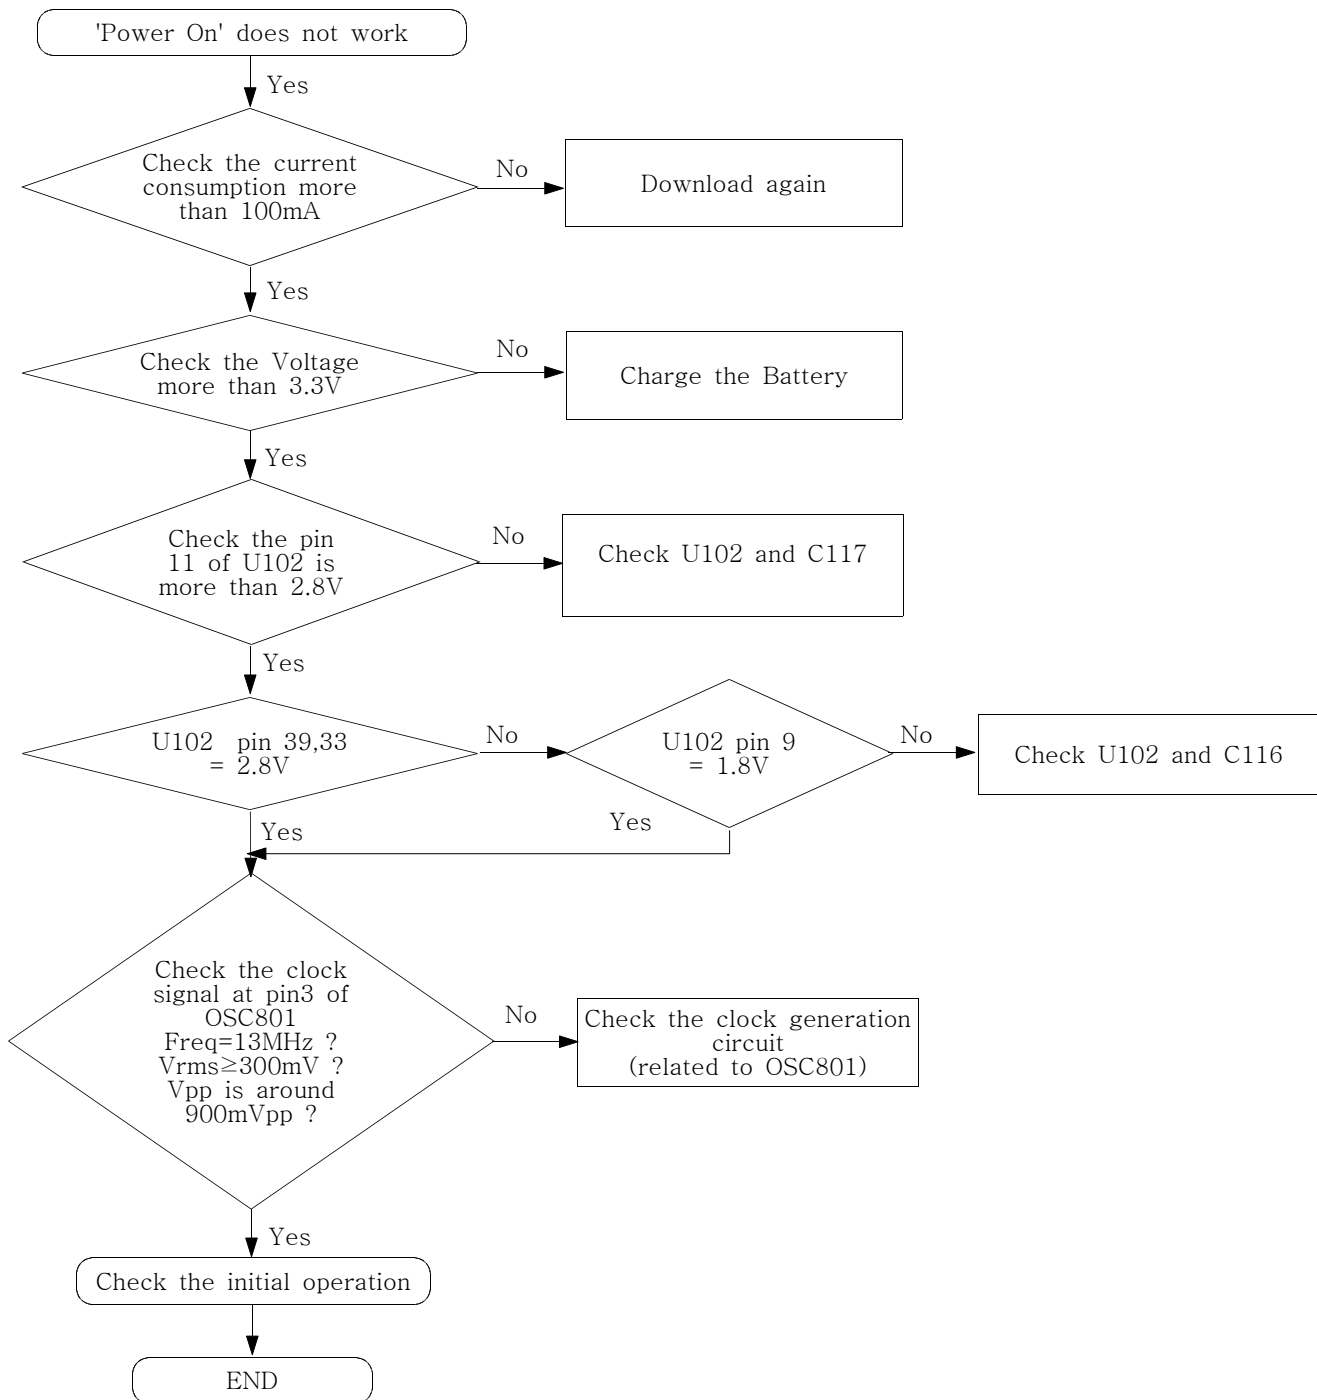 'Power On' does not work
Yes
Check the current
consumption more
than 100mA
No
Download again
Yes
Check the Voltage
more than 3.3V
No
Charge the Battery
Yes
Check the pin
11 of U102 is
more than 2.8V
No
Check U102 and C117
Yes
U102 pin 39,33
= 2.8V
No
U102 pin 9
= 1.8V
No
Check U102 and C116
Yes
Yes
Check the clock
signal at pin3 of
OSC801
Freq=13MHz ?
Vrms≥300mV ?
Vpp is around
900mVpp ?
No
Check the clock generation
circuit
(related to OSC801)
Yes
Check the initial operation
END